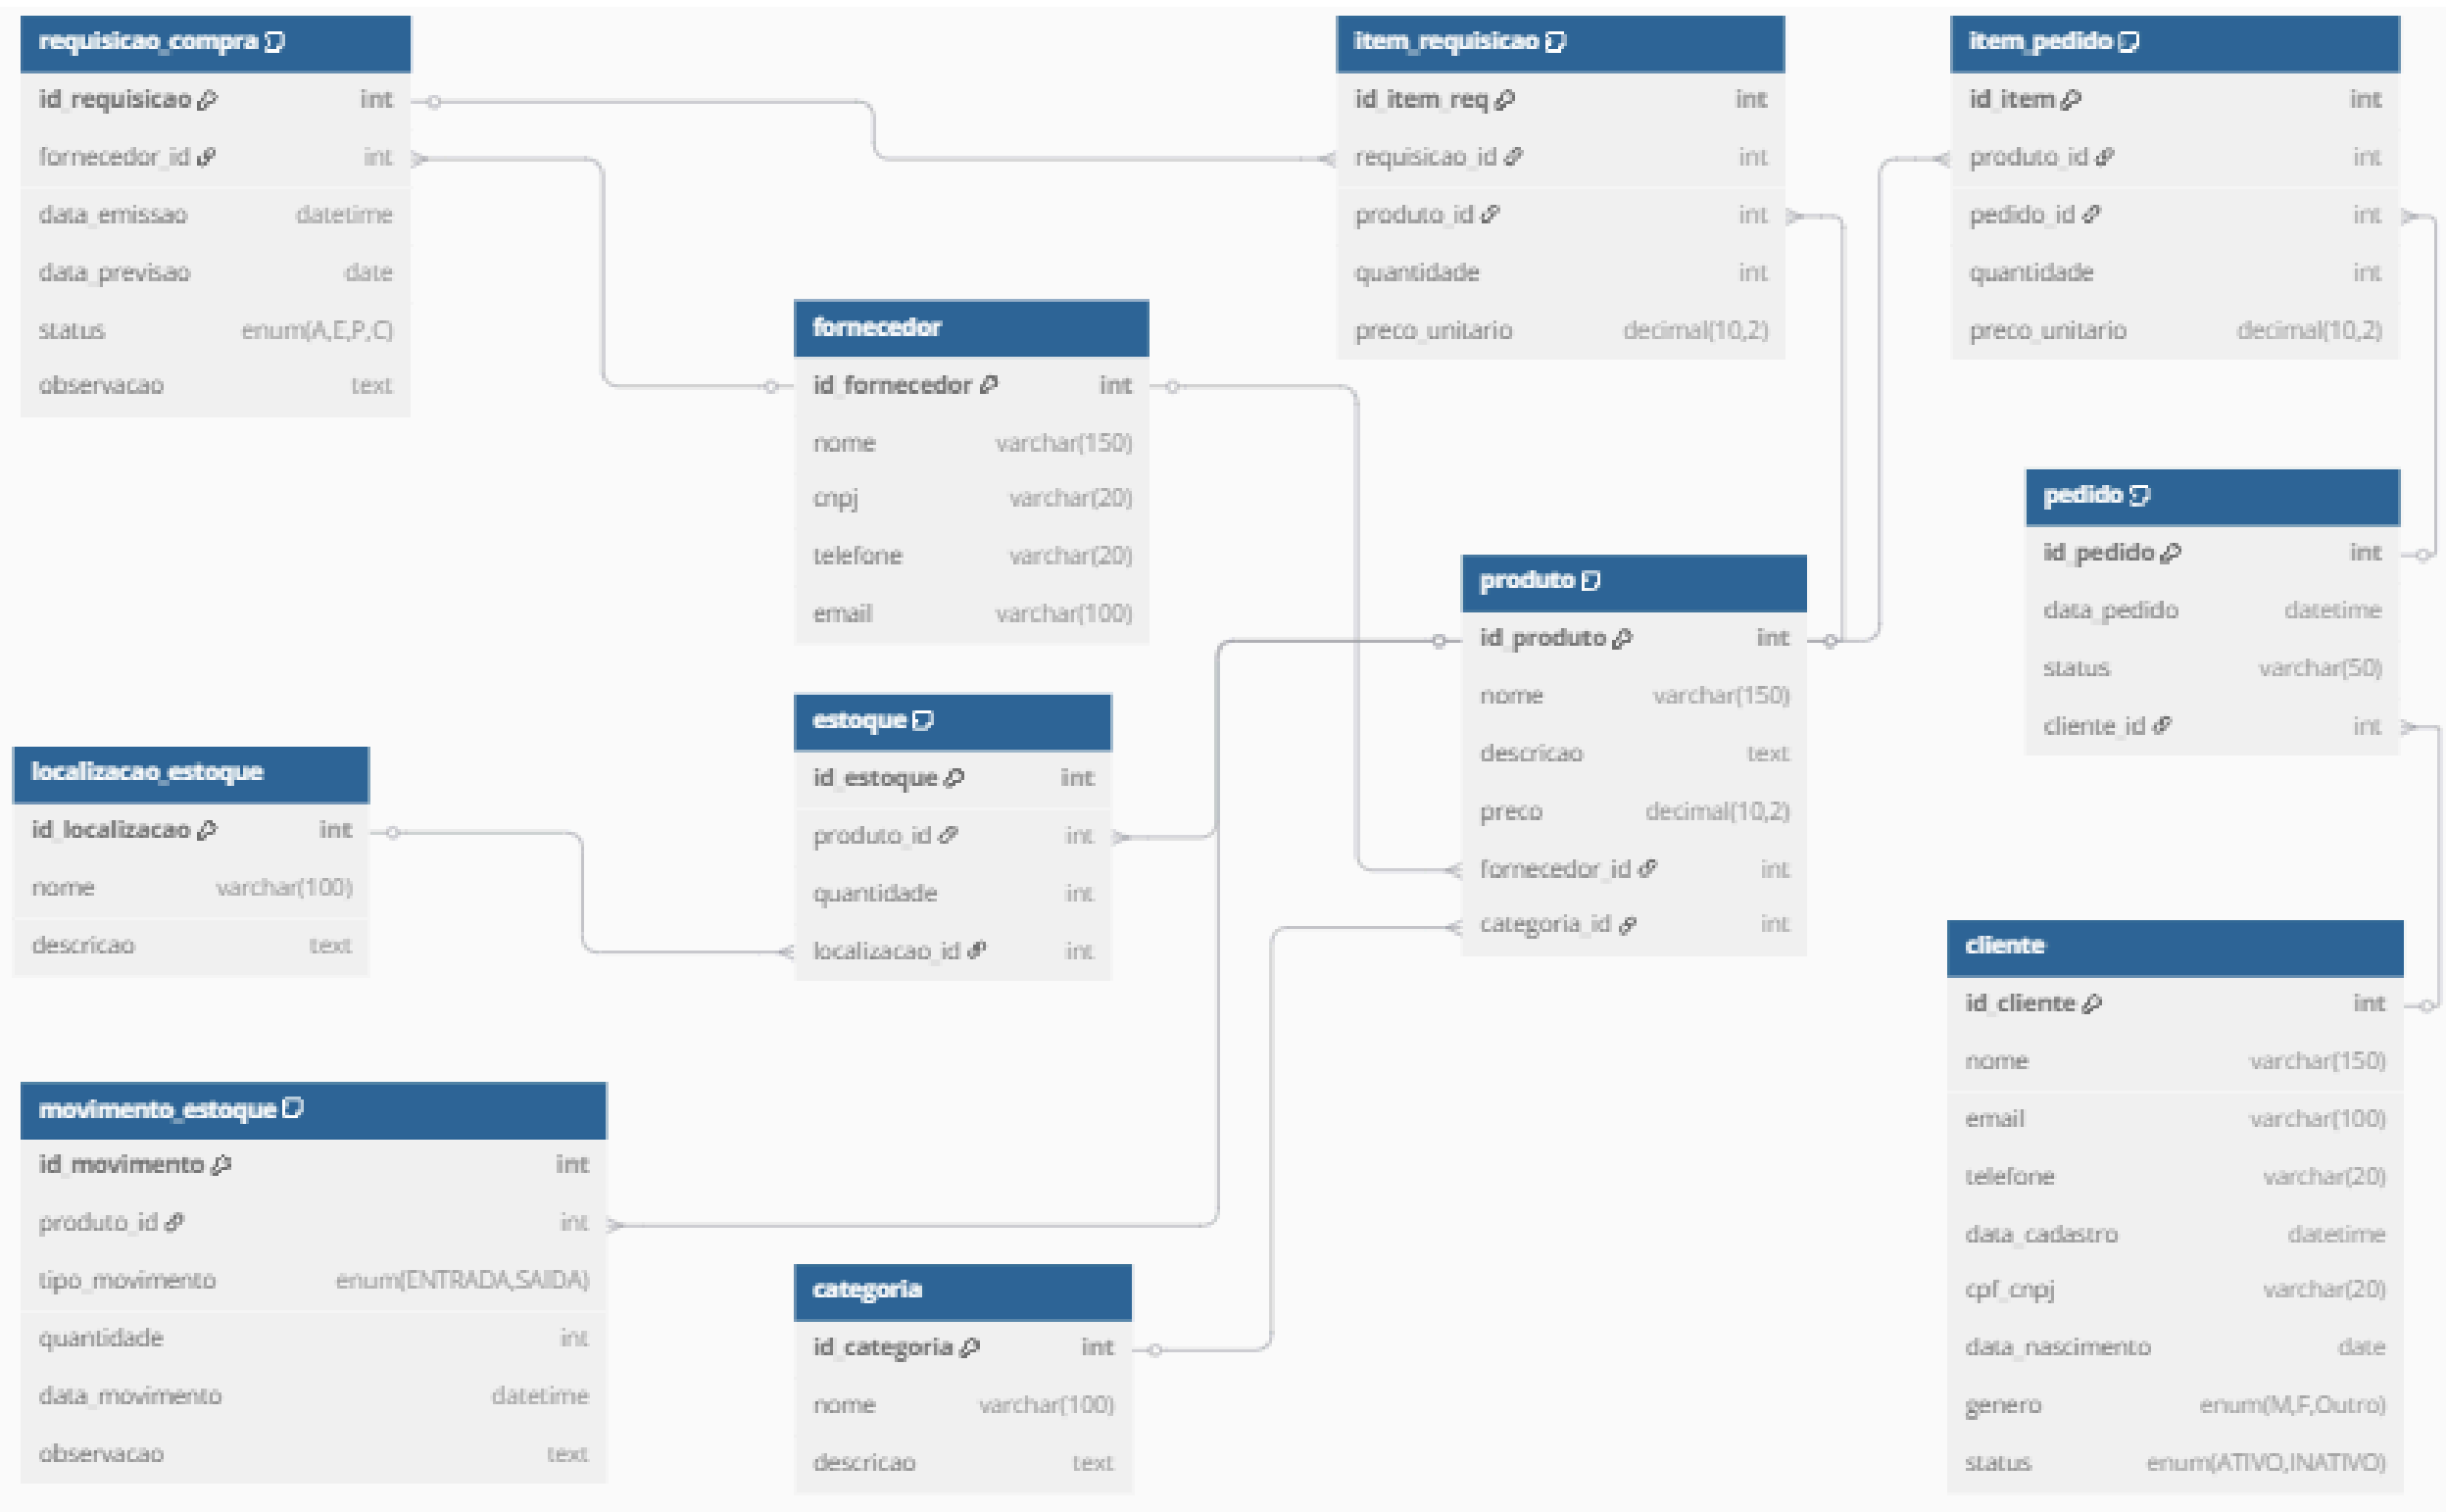 requisicao_compra
id_requisicao int
fornecedor_id int
data_emissao datetime
data_previsao date
status enum(A,E,P,C)
observacao text
item_requisicao
id_item_req int
requisicao_id int
produto_id int
quantidade int
preco_unitario decimal(10,2)
item_pedido
id_item int
produto_id int
pedido_id int
quantidade int
preco_unitario decimal(10,2)
fornecedor
id_fornecedor int
nome varchar(150)
cnpj varchar(20)
telefone varchar(20)
email varchar(100)
pedido
id_pedido int
data_pedido datetime
status varchar(50)
cliente_id int
produto
id_produto int
nome varchar(150)
descricao text
preco decimal(10,2)
fornecedor_id int
categoria_id int
estoque
id_estoque int
produto_id int
quantidade int
localizacao_id int
localizacao_estoque
id_localizacao int
nome varchar(100)
descricao text
cliente
id_cliente int
nome varchar(150)
email varchar(100)
telefone varchar(20)
data_cadastro datetime
cpf_cnpj varchar(20)
data_nascimento date
genero enum(M,F,Outro)
status enum(ATIVO,INATIVO)
movimento_estoque
id_movimento int
produto_id int
tipo_movimento enum(ENTRADA,SAIDA)
quantidade int
data_movimento datetime
observacao text
categoria
id_categoria int
nome varchar(100)
descricao text